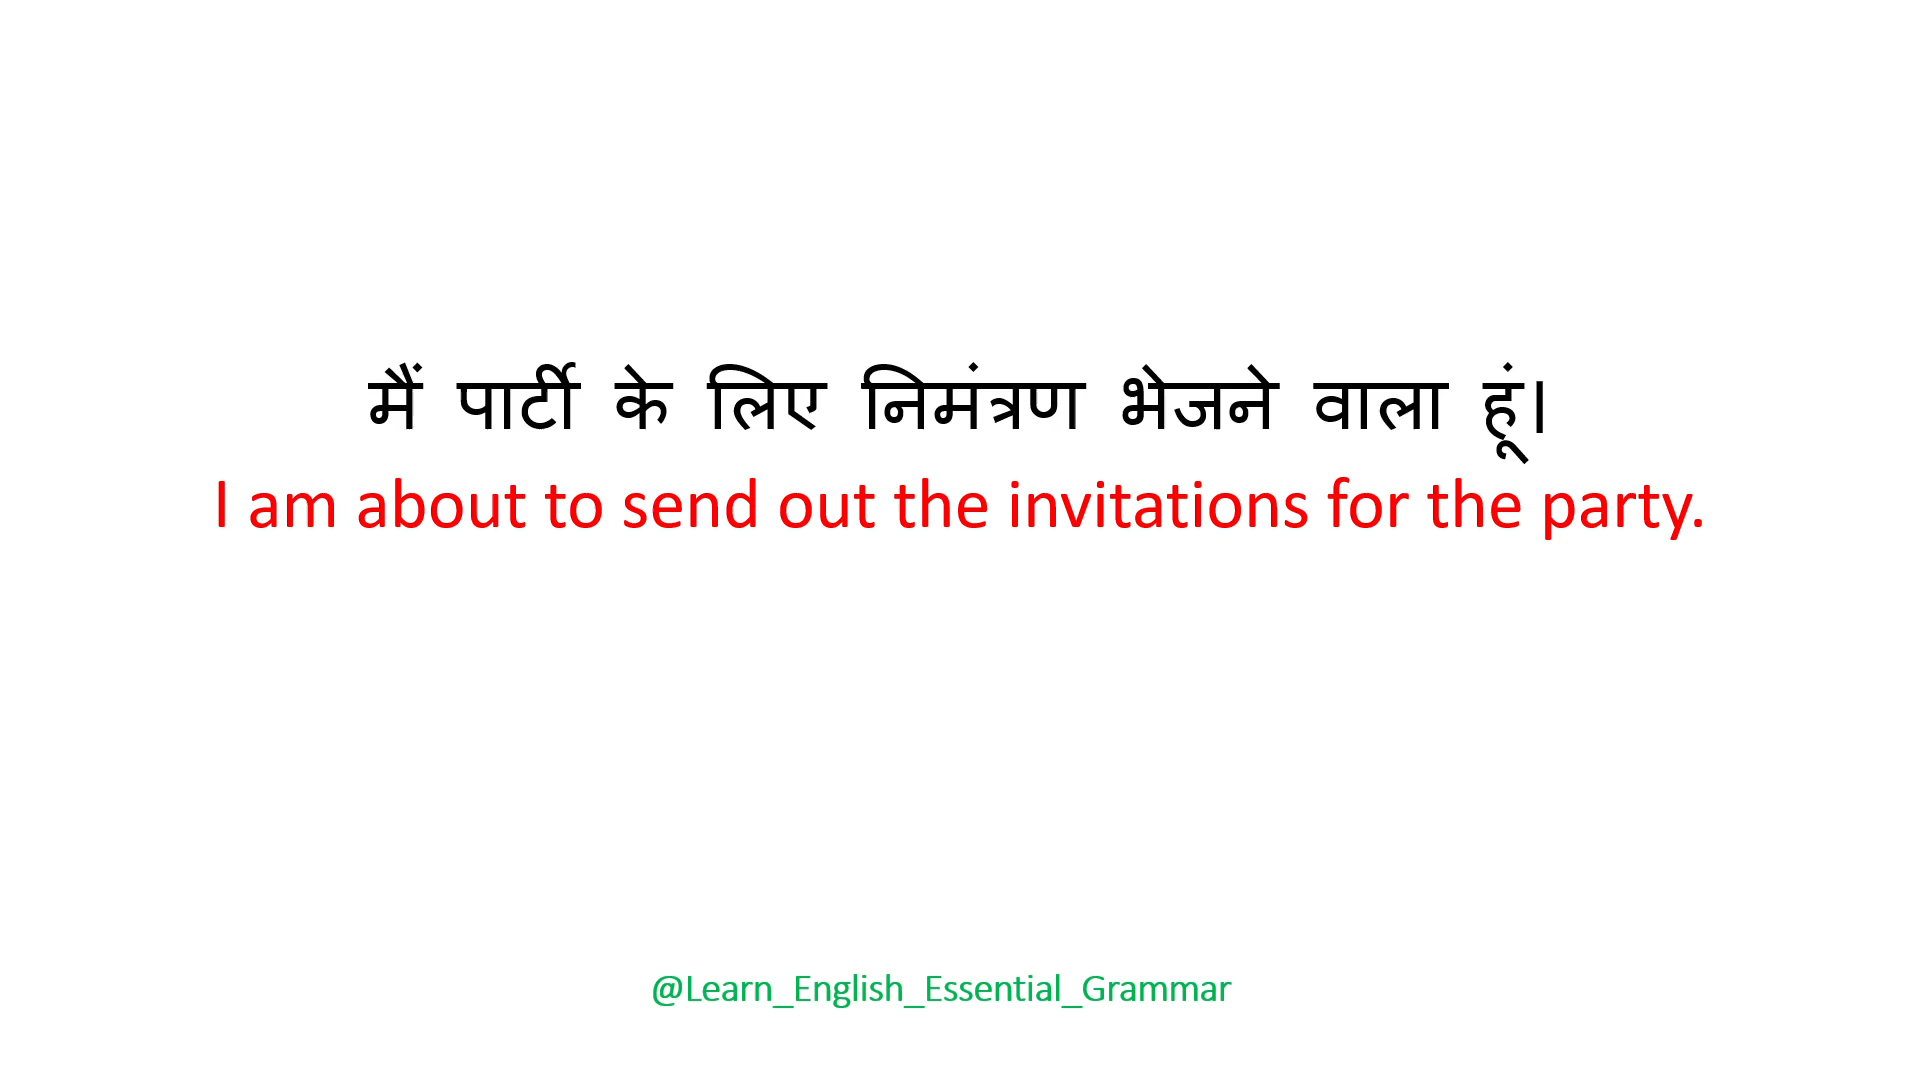 मैं पार्टी के लिए निमंत्रण भेजने वाला हूं।
I am about to send out the invitations for the party.
@Learn_English_Essential_Grammar